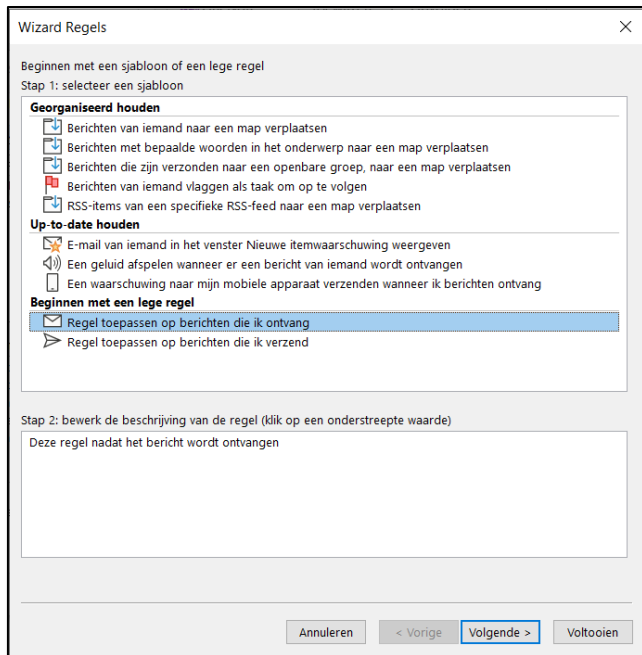 Wizard Regels
Beginnen met een sjabloon of een lege regel
Stap 1: selecteer een sjabloon
Georganiseerd houden
Berichten van iemand naar een map verplaatsen
Berichten met bepaalde woorden in het onderwerp naar een map verplaatsen
Berichten die zijn verzonden naar een openbare groep, naar een map verplaatsen
Berichten van iemand vlaggen als taak om op te volgen
RSS-items van een specifieke RSS-feed naar een map verplaatsen
Up-to-date houden
E-mail van iemand in het venster Nieuwe itemwaarschuwing weergeven
Een geluid afspelen wanneer er een bericht van iemand wordt ontvangen
Een waarschuwing naar mijn mobiele apparaat verzenden wanneer ik berichten ontvang
Beginnen met een lege regel
Regel toepassen op berichten die ik ontvang
Regel toepassen op berichten die ik verzend
Stap 2: bewerk de beschrijving van de regel (klik op een onderstreepte waarde)
Deze regel nadat het bericht wordt ontvangen
Annuleren < Vorige Volgende > Voltooien